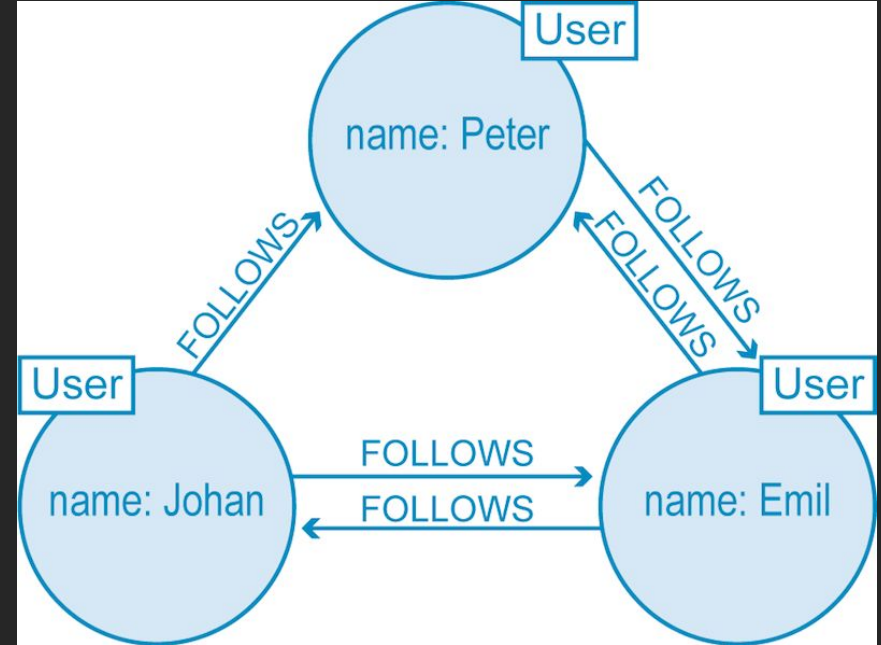 User
name: Peter
FOLLOWS
FOLLOWS
FOLLOWS
User
User
name: Johan
FOLLOWS
FOLLOWS
name: Emil